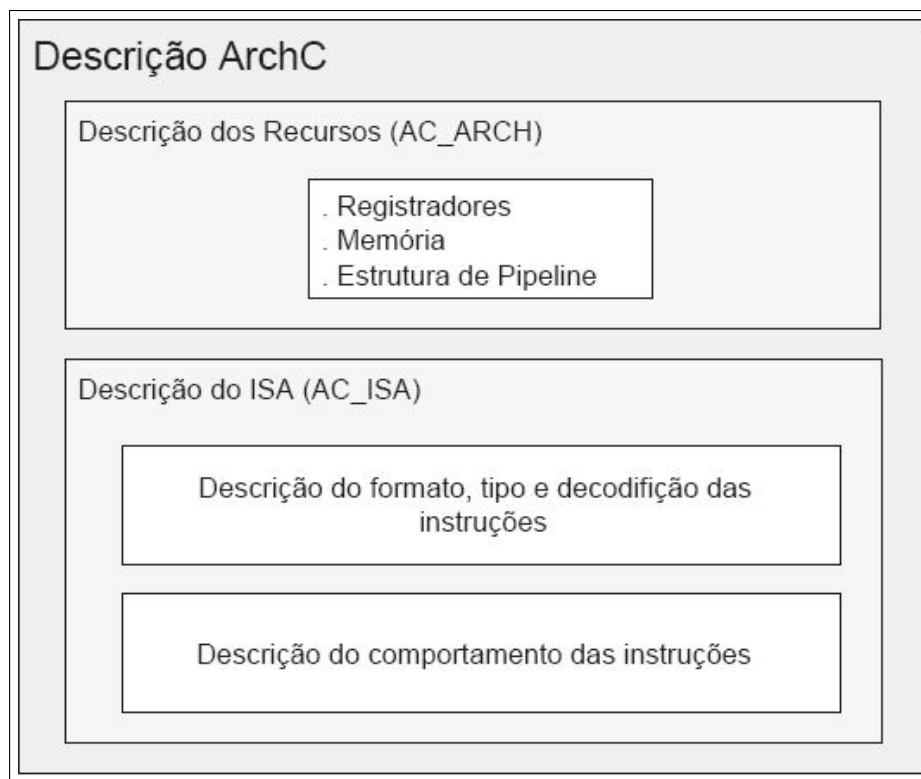 Descrição ArchC
Descrição dos Recursos (AC_ARCH)
. Registradores
. Memória
. Estrutura de Pipeline
Descrição do ISA (AC_ISA)
Descrição do formato, tipo e decodifição das
instruções
Descrição do comportamento das instruções